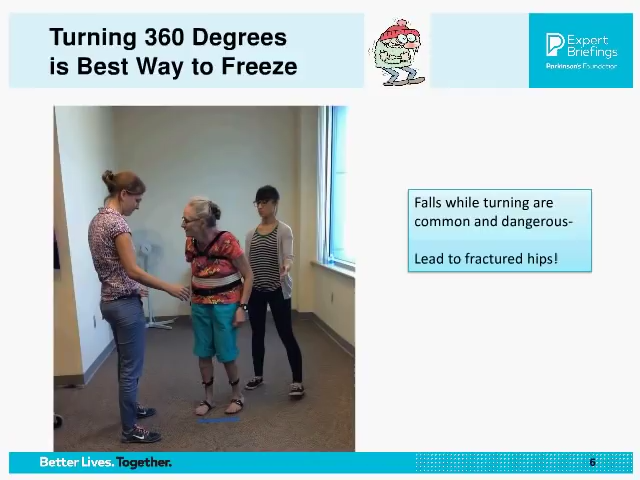 Turning 360 Degrees
is Best Way to Freeze
Expert
Briefings
Parkinson's Foundation
Falls while turning are
common and dangerous-
Lead to fractured hips!
Better Lives. Together.
6